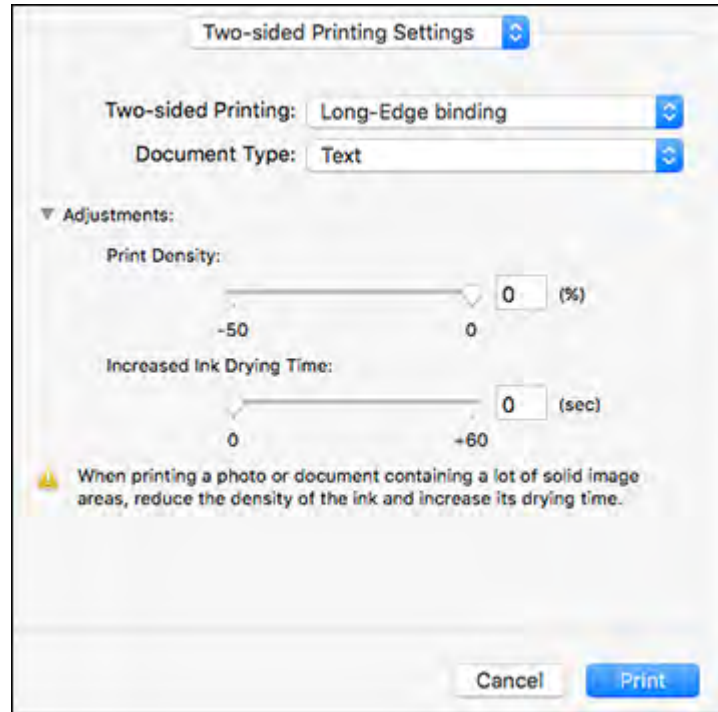 Two-sided Printing Settings
Two-sided Printing: Long-Edge binding
Document Type: Text
Adjustments:
Print Density:
0 (%)
-50 0
Increased Ink Drying Time:
0 (sec)
0 +60
When printing a photo or document containing a lot of solid image
areas, reduce the density of the ink and increase its drying time.
Cancel Print